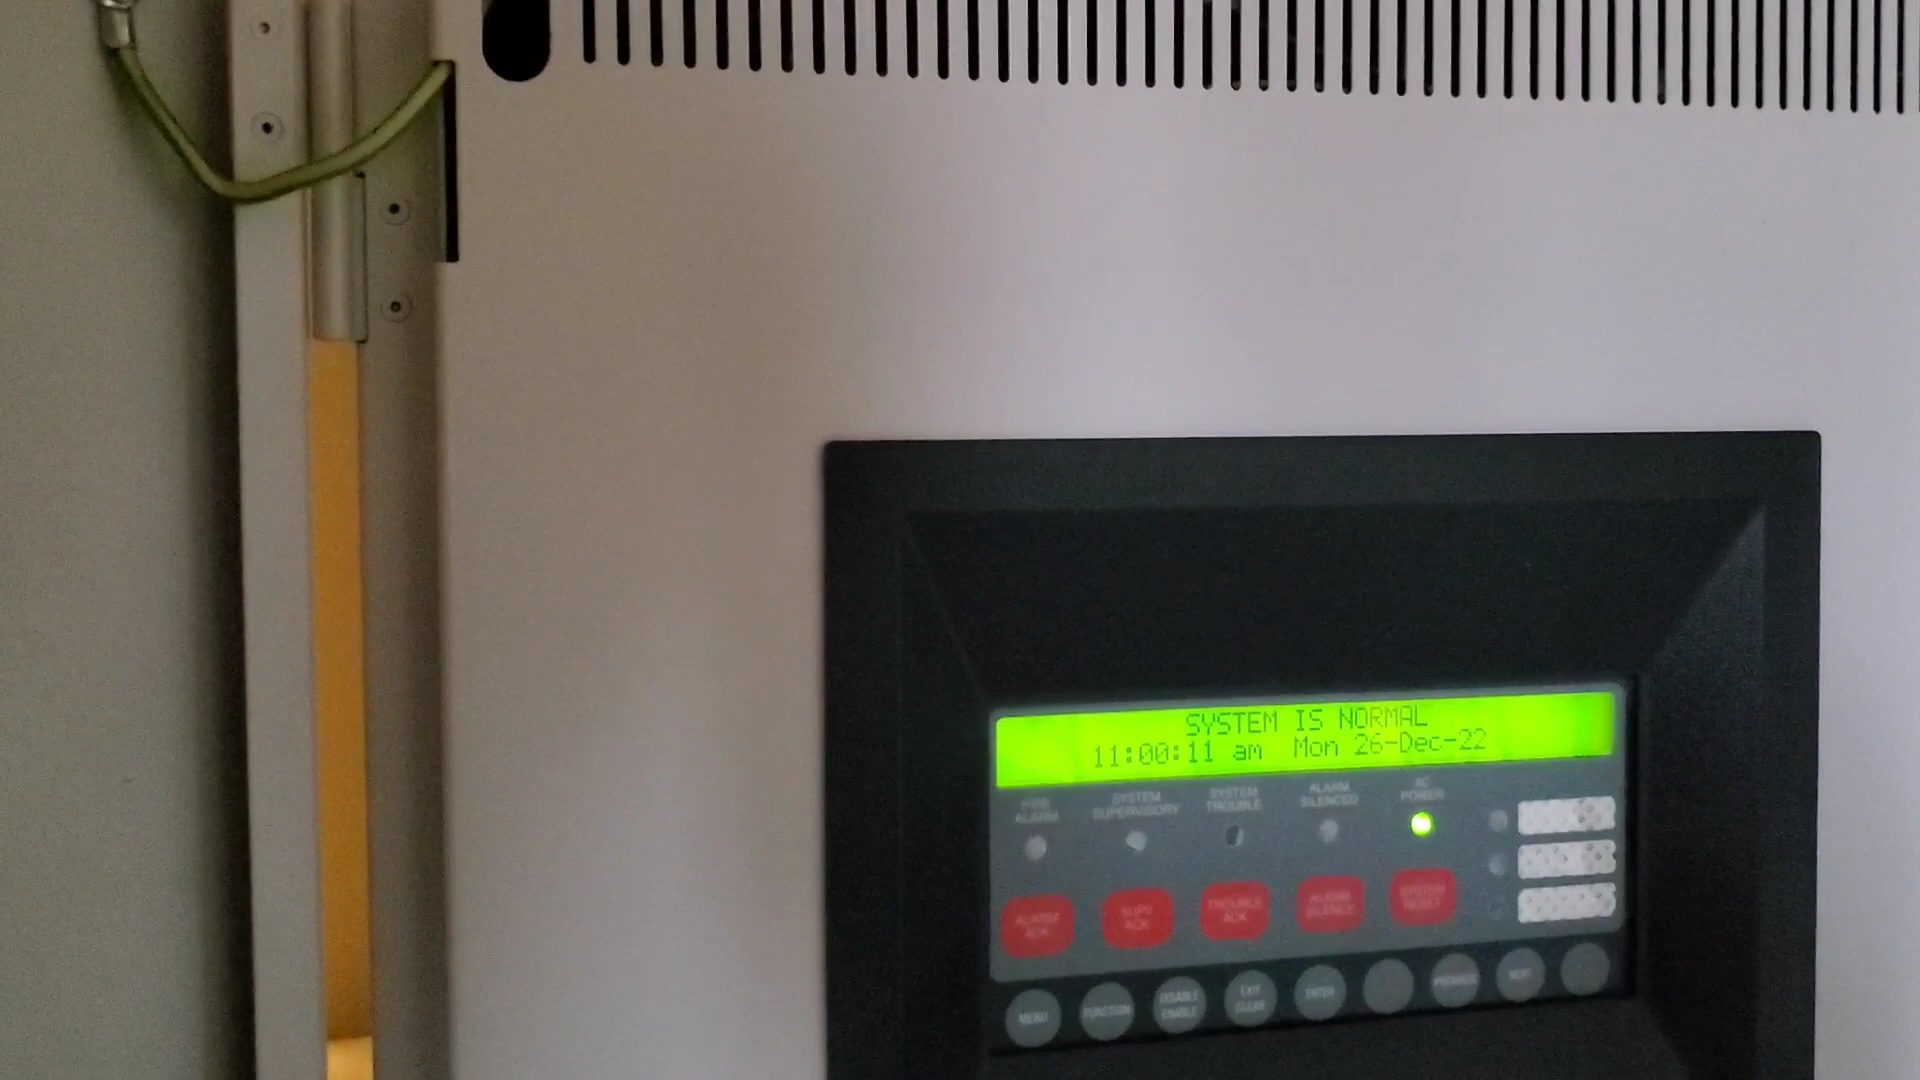 SYSTEM IS NORMAL
11:00:11 am Mon 26-Dec-22
FIRE
ALARM
SYSTEM
SUPERVISORY
SYSTEM
TROUBLE
ALARM
SILENCED
AC
POWER
ALARM
ACK
SUPV
ACK
TROUBLE
ACK
ALARM
SILENCE
SYSTEM
RESET
MENU
FUNCTION
DISABLE
ENABLE
EXIT
CLEAR
ENTER
PREVIOUS
NEXT